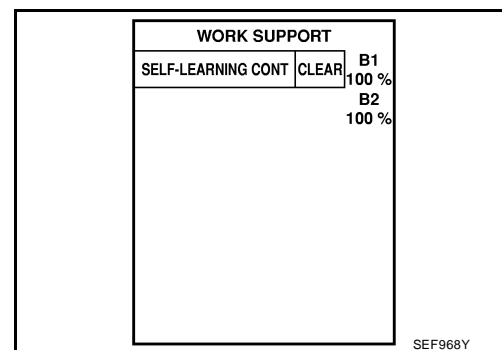 WORK SUPPORT
SELF-LEARNING CONT CLEAR B1
100 %
B2
100 %
SEF968Y